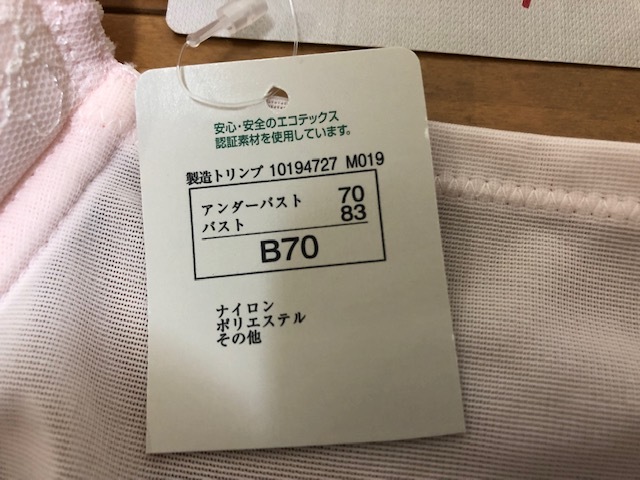 安心・安全のエコテックス
認証素材を使用しています。
製造トリンプ 10194727 M019
アンダーバスト 70
バスト 83
B70
ナイロン
ポリエステル
その他